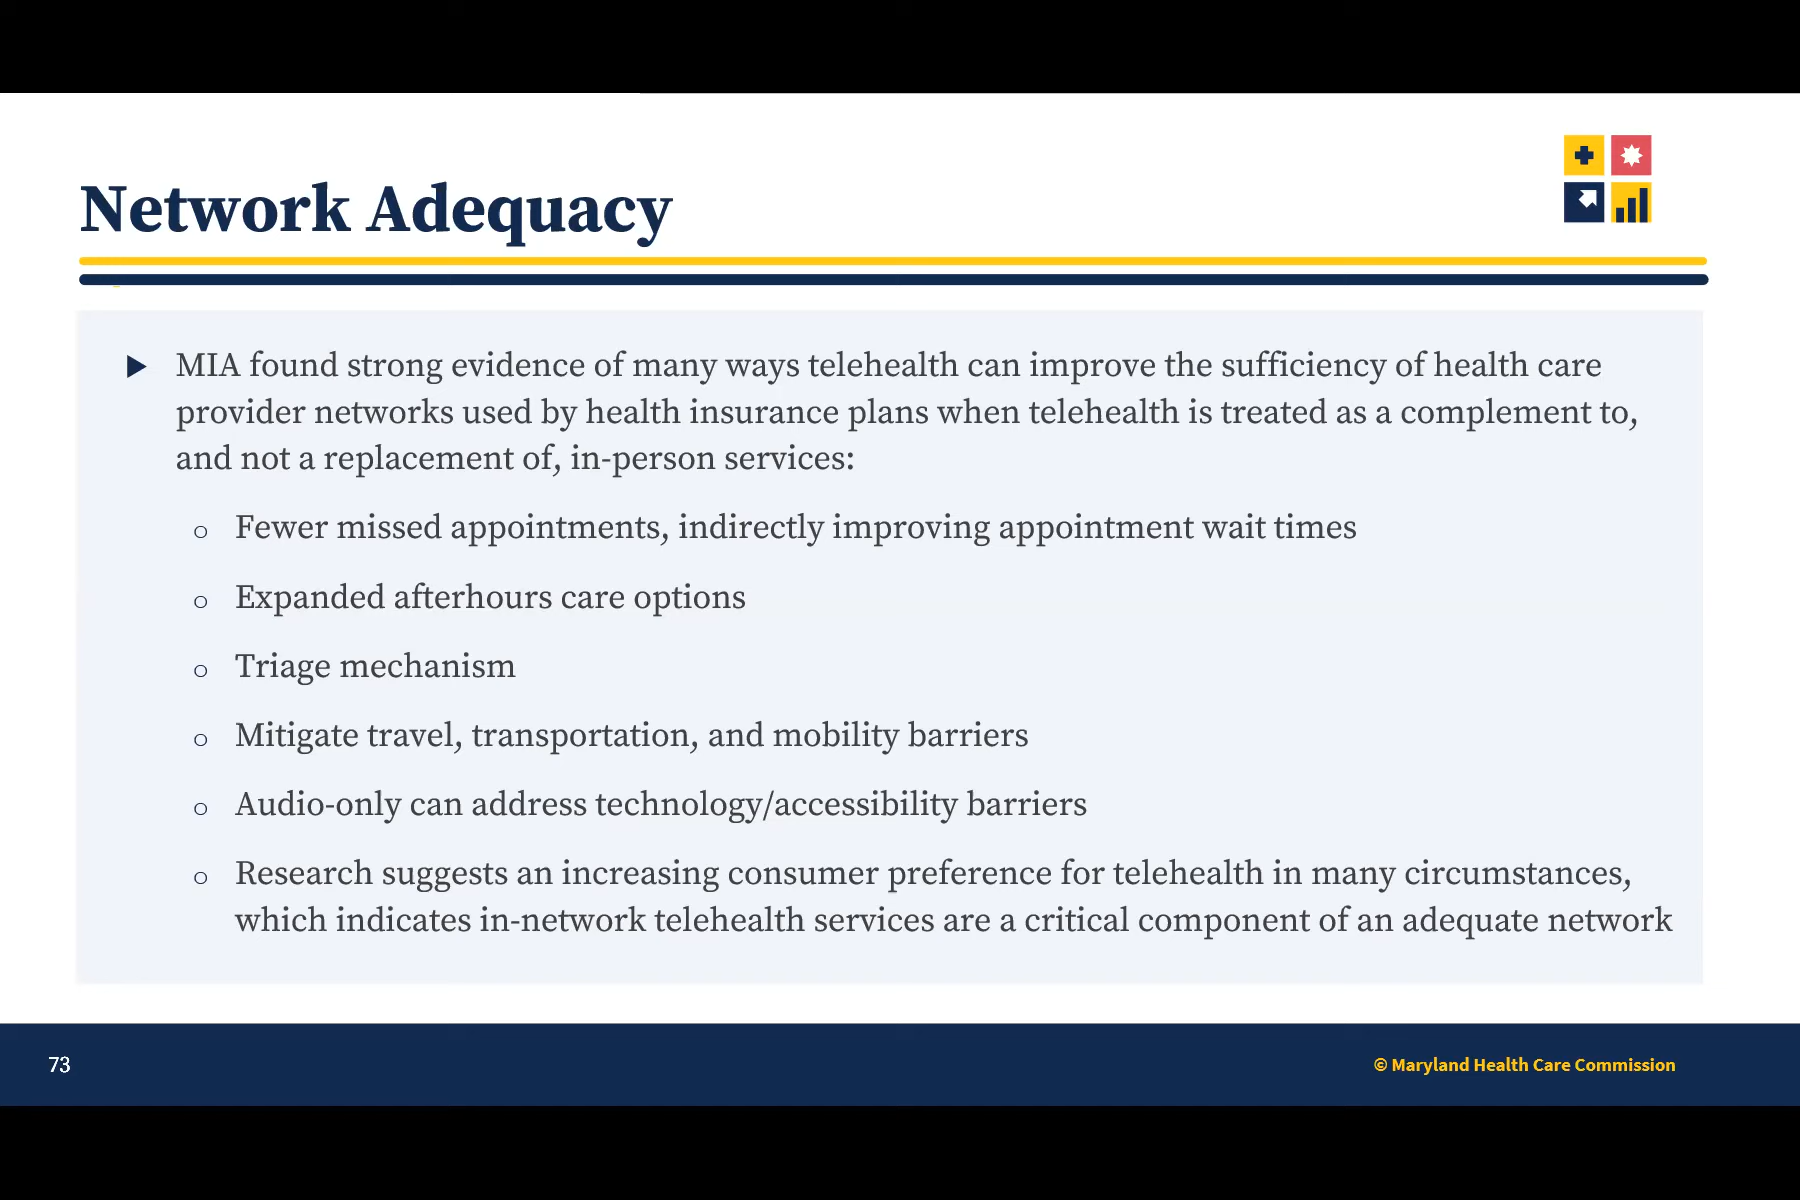 Network Adequacy
MIA found strong evidence of many ways telehealth can improve the sufficiency of health care
provider networks used by health insurance plans when telehealth is treated as a complement to,
and not a replacement of, in-person services:
Fewer missed appointments, indirectly improving appointment wait times
Expanded afterhours care options
Triage mechanism
Mitigate travel, transportation, and mobility barriers
Audio-only can address technology/accessibility barriers
Research suggests an increasing consumer preference for telehealth in many circumstances,
which indicates in-network telehealth services are a critical component of an adequate network
73
© Maryland Health Care Commission